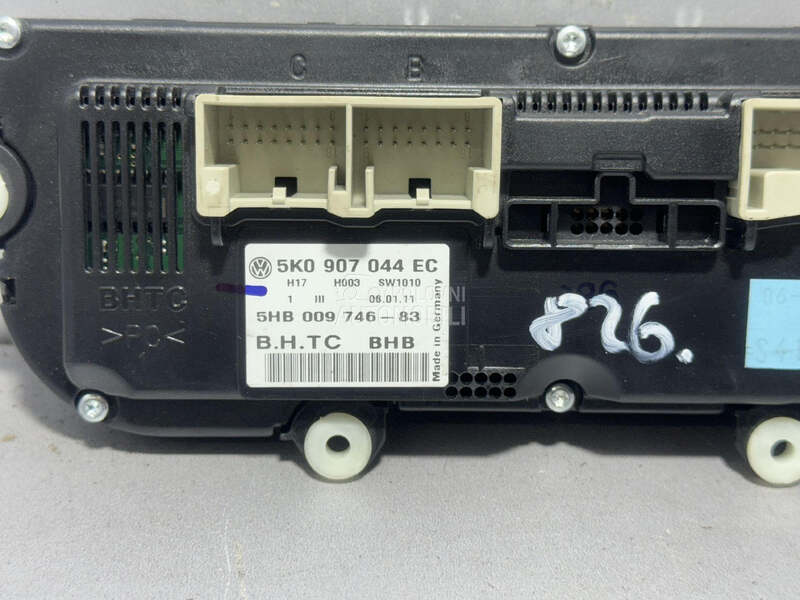 C B
5K0 907 044 EC
H17 H003 SW1010
1 III 06.01.11
5HB 009 746-83
B.H.TC BHB
Made in Germany
BHTC
826.